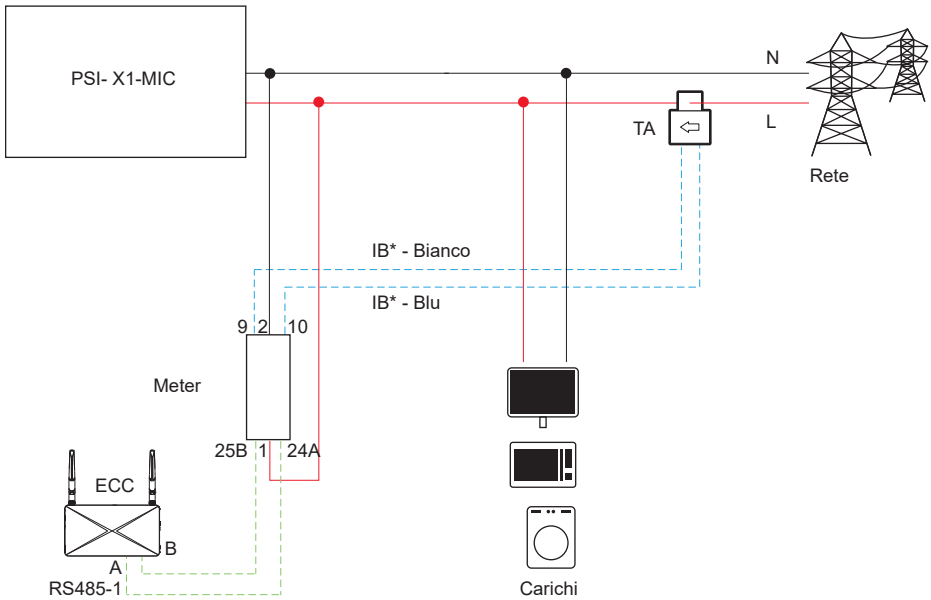 PSI- X1-MIC
N
TA
L
Rete
IB* - Bianco
IB* - Blu
9 2 10
Meter
25B 1 24A
ECC
B
A
RS485-1
Carichi